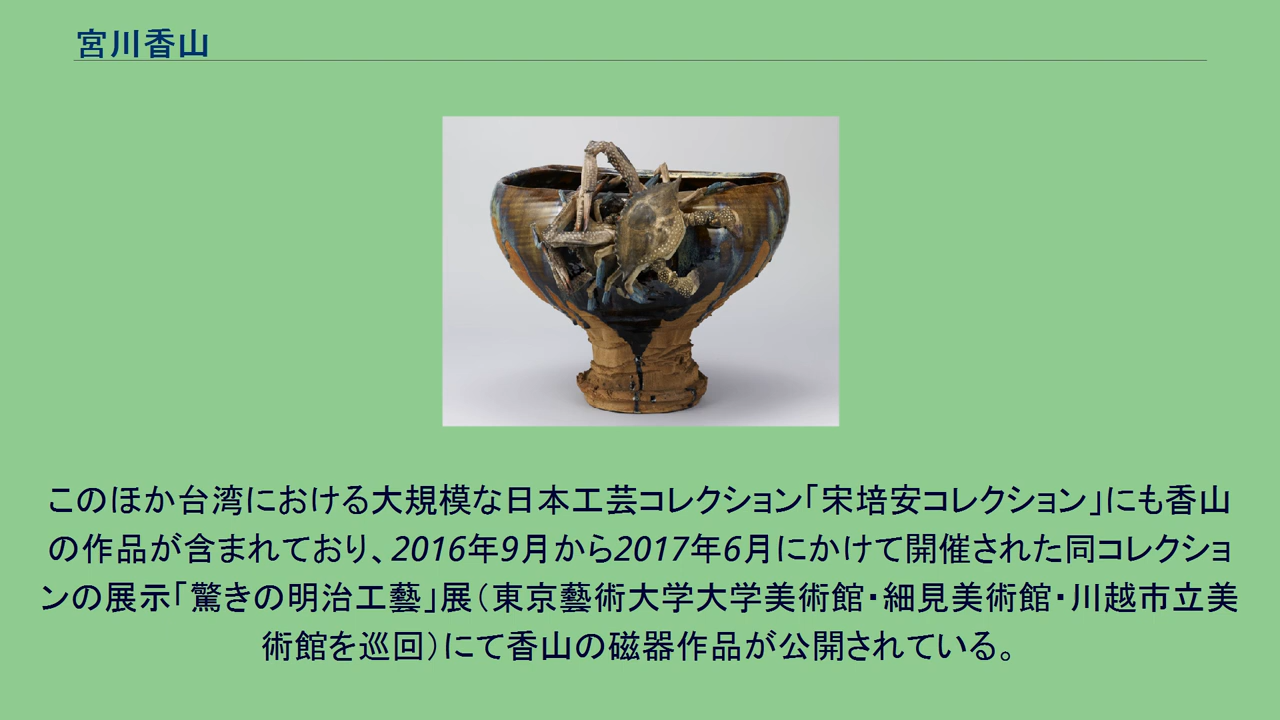 宮川香山
このほか台湾における大規模な日本工芸コレクション「宋培安コレクション」にも香山
の作品が含まれており、2016年9月から2017年6月にかけて開催された同コレクショ
ンの展示「驚きの明治工藝」展(東京藝術大学大学美術館・細見美術館・川越市立美
術館を巡回)にて香山の磁器作品が公開されている。